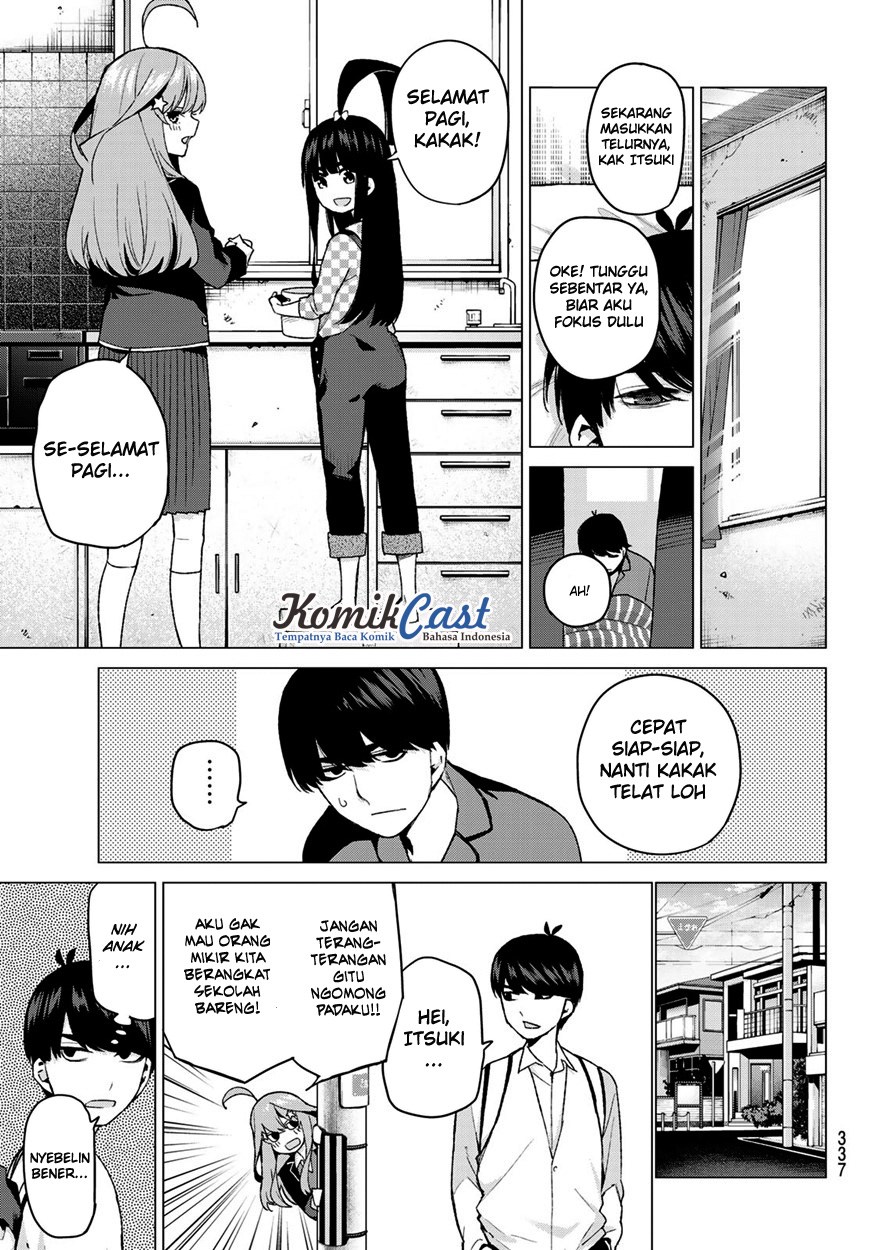 SEKARANG
MASUKKAN
TELURNYA,
KAK ITSUKI
OKE! TUNGGU
SEBENTAR YA,
BIAR AKU
FOKUS DULU
AH!
SELAMAT
PAGI,
KAKAK!
SE-SELAMAT
PAGI...
KomikCast
Tempatnya Baca Komik Bahasa Indonesia
CEPAT
SIAP-SIAP,
NANTI KAKAK
TELAT LOH
......
HEI,
ITSUKI
...
JANGAN
TERANG-
TERANGAN
GITU
NGOMONG
PADAKU!!
AKU GAK
MAU ORANG
MIKIR KITA
BERANGKAT
SEKOLAH
BARENG!
NIH
ANAK
...
NYEBELIN
BENER...
337